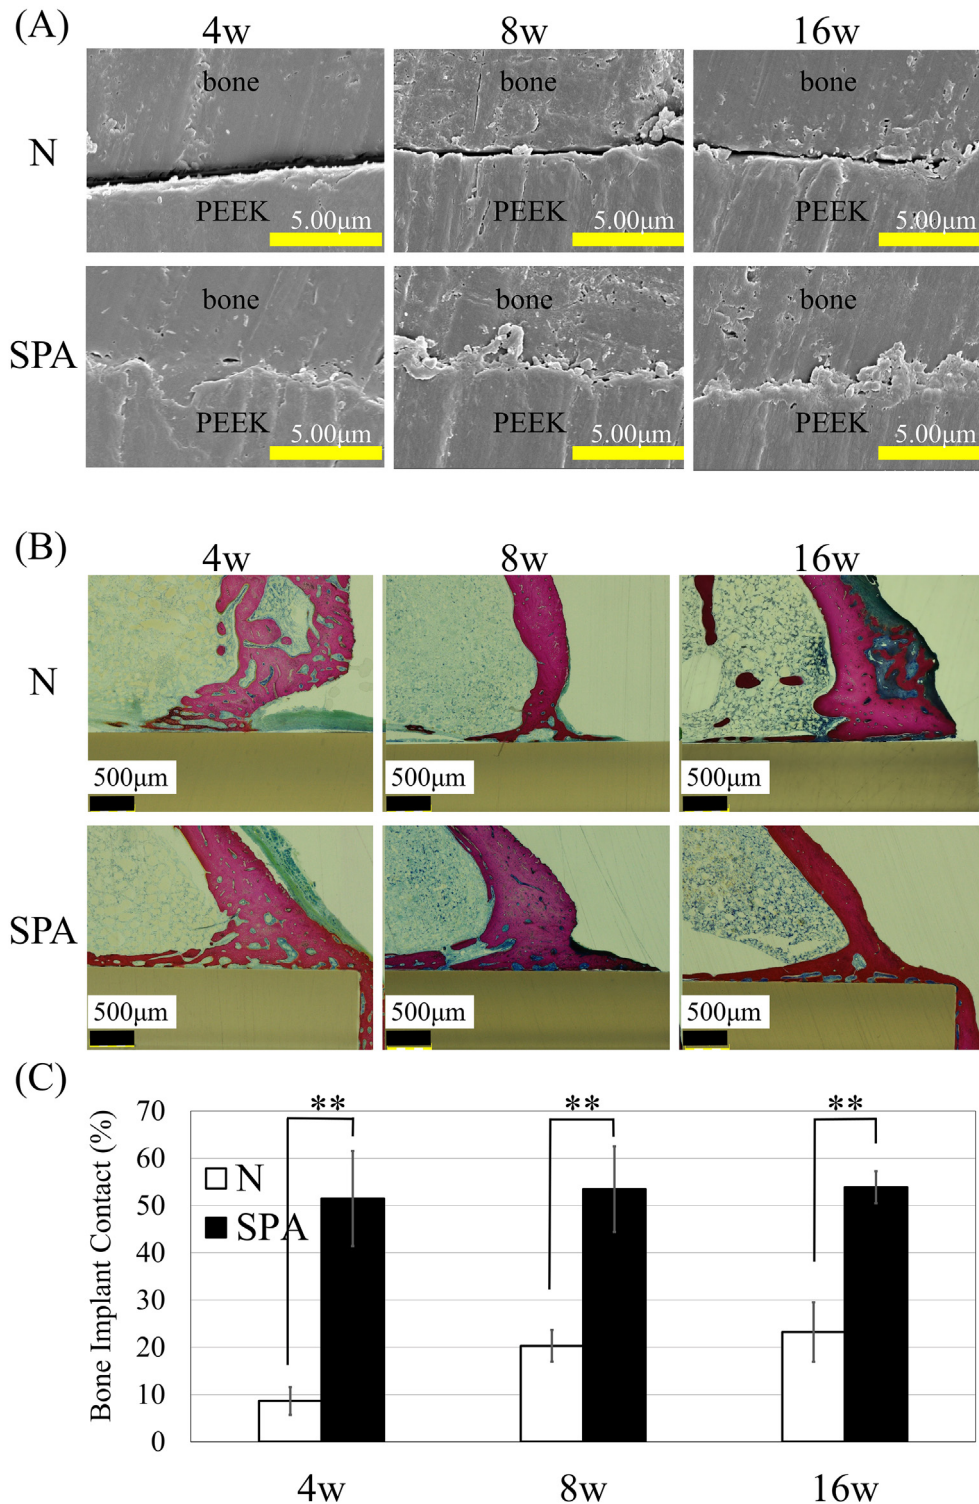 (A)
4w 8w 16w
N
bone bone bone
PEEK PEEK PEEK
5.00μm 5.00μm 5.00μm
SPA
bone bone bone
PEEK PEEK PEEK
5.00μm 5.00μm 5.00μm
(B)
4w 8w 16w
N
500μm 500μm 500μm
SPA
500μm 500μm 500μm
(C)
Bone Implant Contact (%)
70
60
50
40
30
20
10
0
** ** **
N
SPA
4w 8w 16w